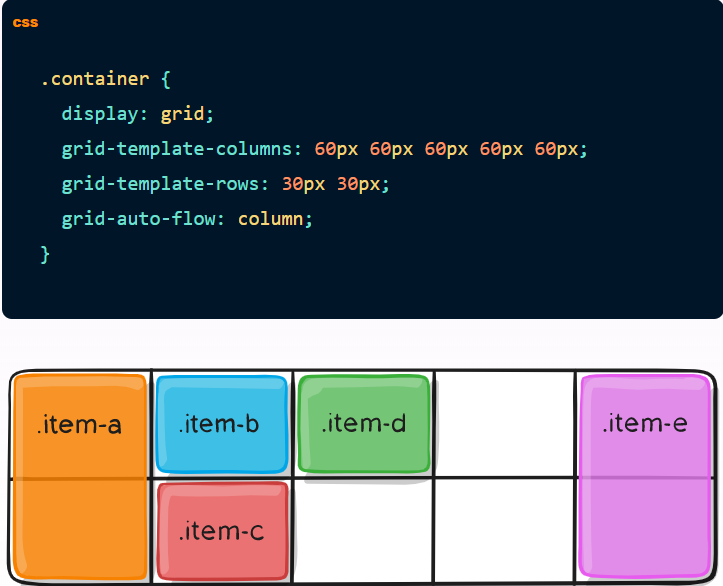 css
.container {
display: grid;
grid-template-columns: 60px 60px 60px 60px 60px;
grid-template-rows: 30px 30px;
grid-auto-flow: column;
}
.item-a .item-b .item-d .item-e
.item-c